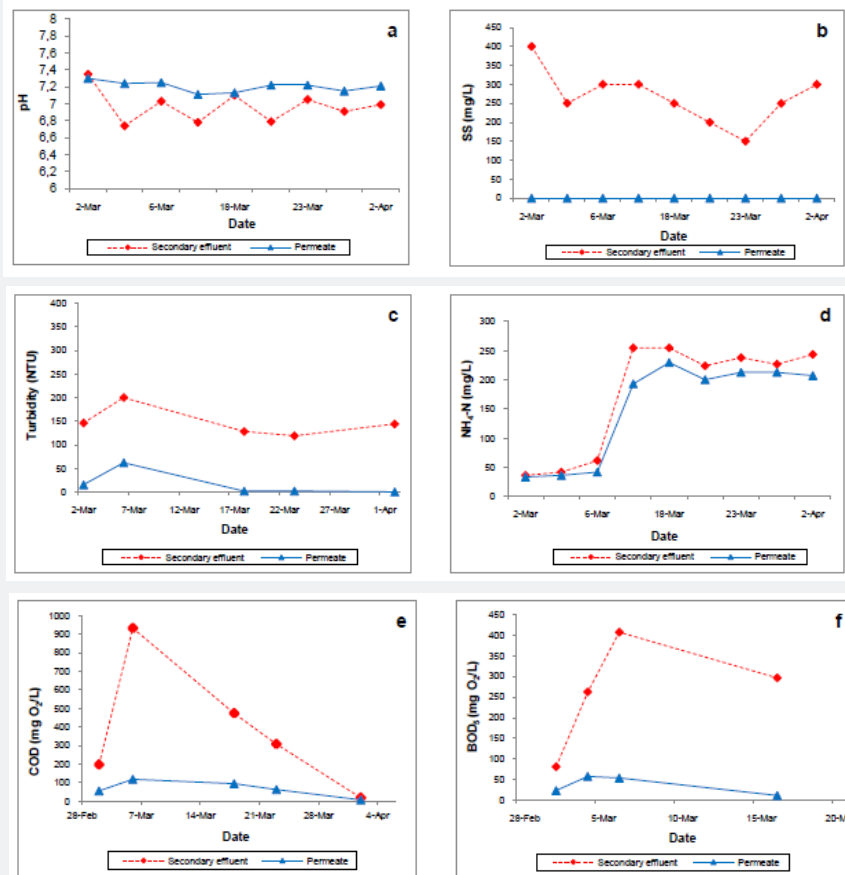 a
8
7,8
7,6
7,4
7,2
7
6,8
6,6
6,4
6,2
6
pH
2-Mar 6-Mar 18-Mar 23-Mar 2-Apr
Date
Secondary effluent Permeate
b
450
400
350
300
250
200
150
100
50
0
SS (mg/L)
2-Mar 6-Mar 18-Mar 23-Mar 2-Apr
Date
Secondary effluent Permeate
c
400
350
300
250
200
150
100
50
0
Turbidity (NTU)
2-Mar 7-Mar 12-Mar 17-Mar 22-Mar 27-Mar 1-Apr
Date
Secondary effluent Permeate
d
300
250
200
150
100
50
0
NH₄-N (mg/L)
2-Mar 6-Mar 18-Mar 23-Mar 2-Apr
Date
Secondary effluent Permeate
e
1000
900
800
700
600
500
400
300
200
100
0
COD (mg O₂/L)
28-Feb 7-Mar 14-Mar 21-Mar 28-Mar 4-Apr
Date
Secondary effluent Permeate
f
450
400
350
300
250
200
150
100
50
0
BOD₅ (mg O₂/L)
28-Feb 5-Mar 10-Mar 15-Mar 20-M
Date
Secondary effluent Permeate